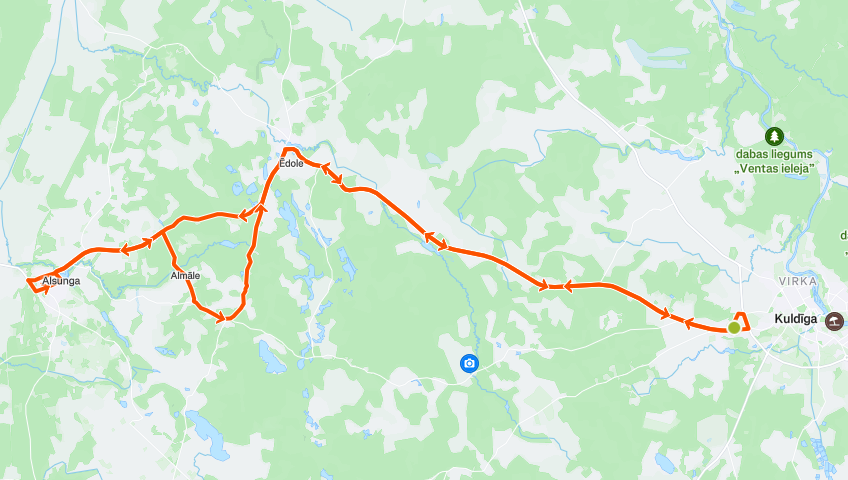 dabas liegums
„Ventas ieleja”
Ēdole
d
„
Almāle
Alsunga
VIRKA
Kuldīga